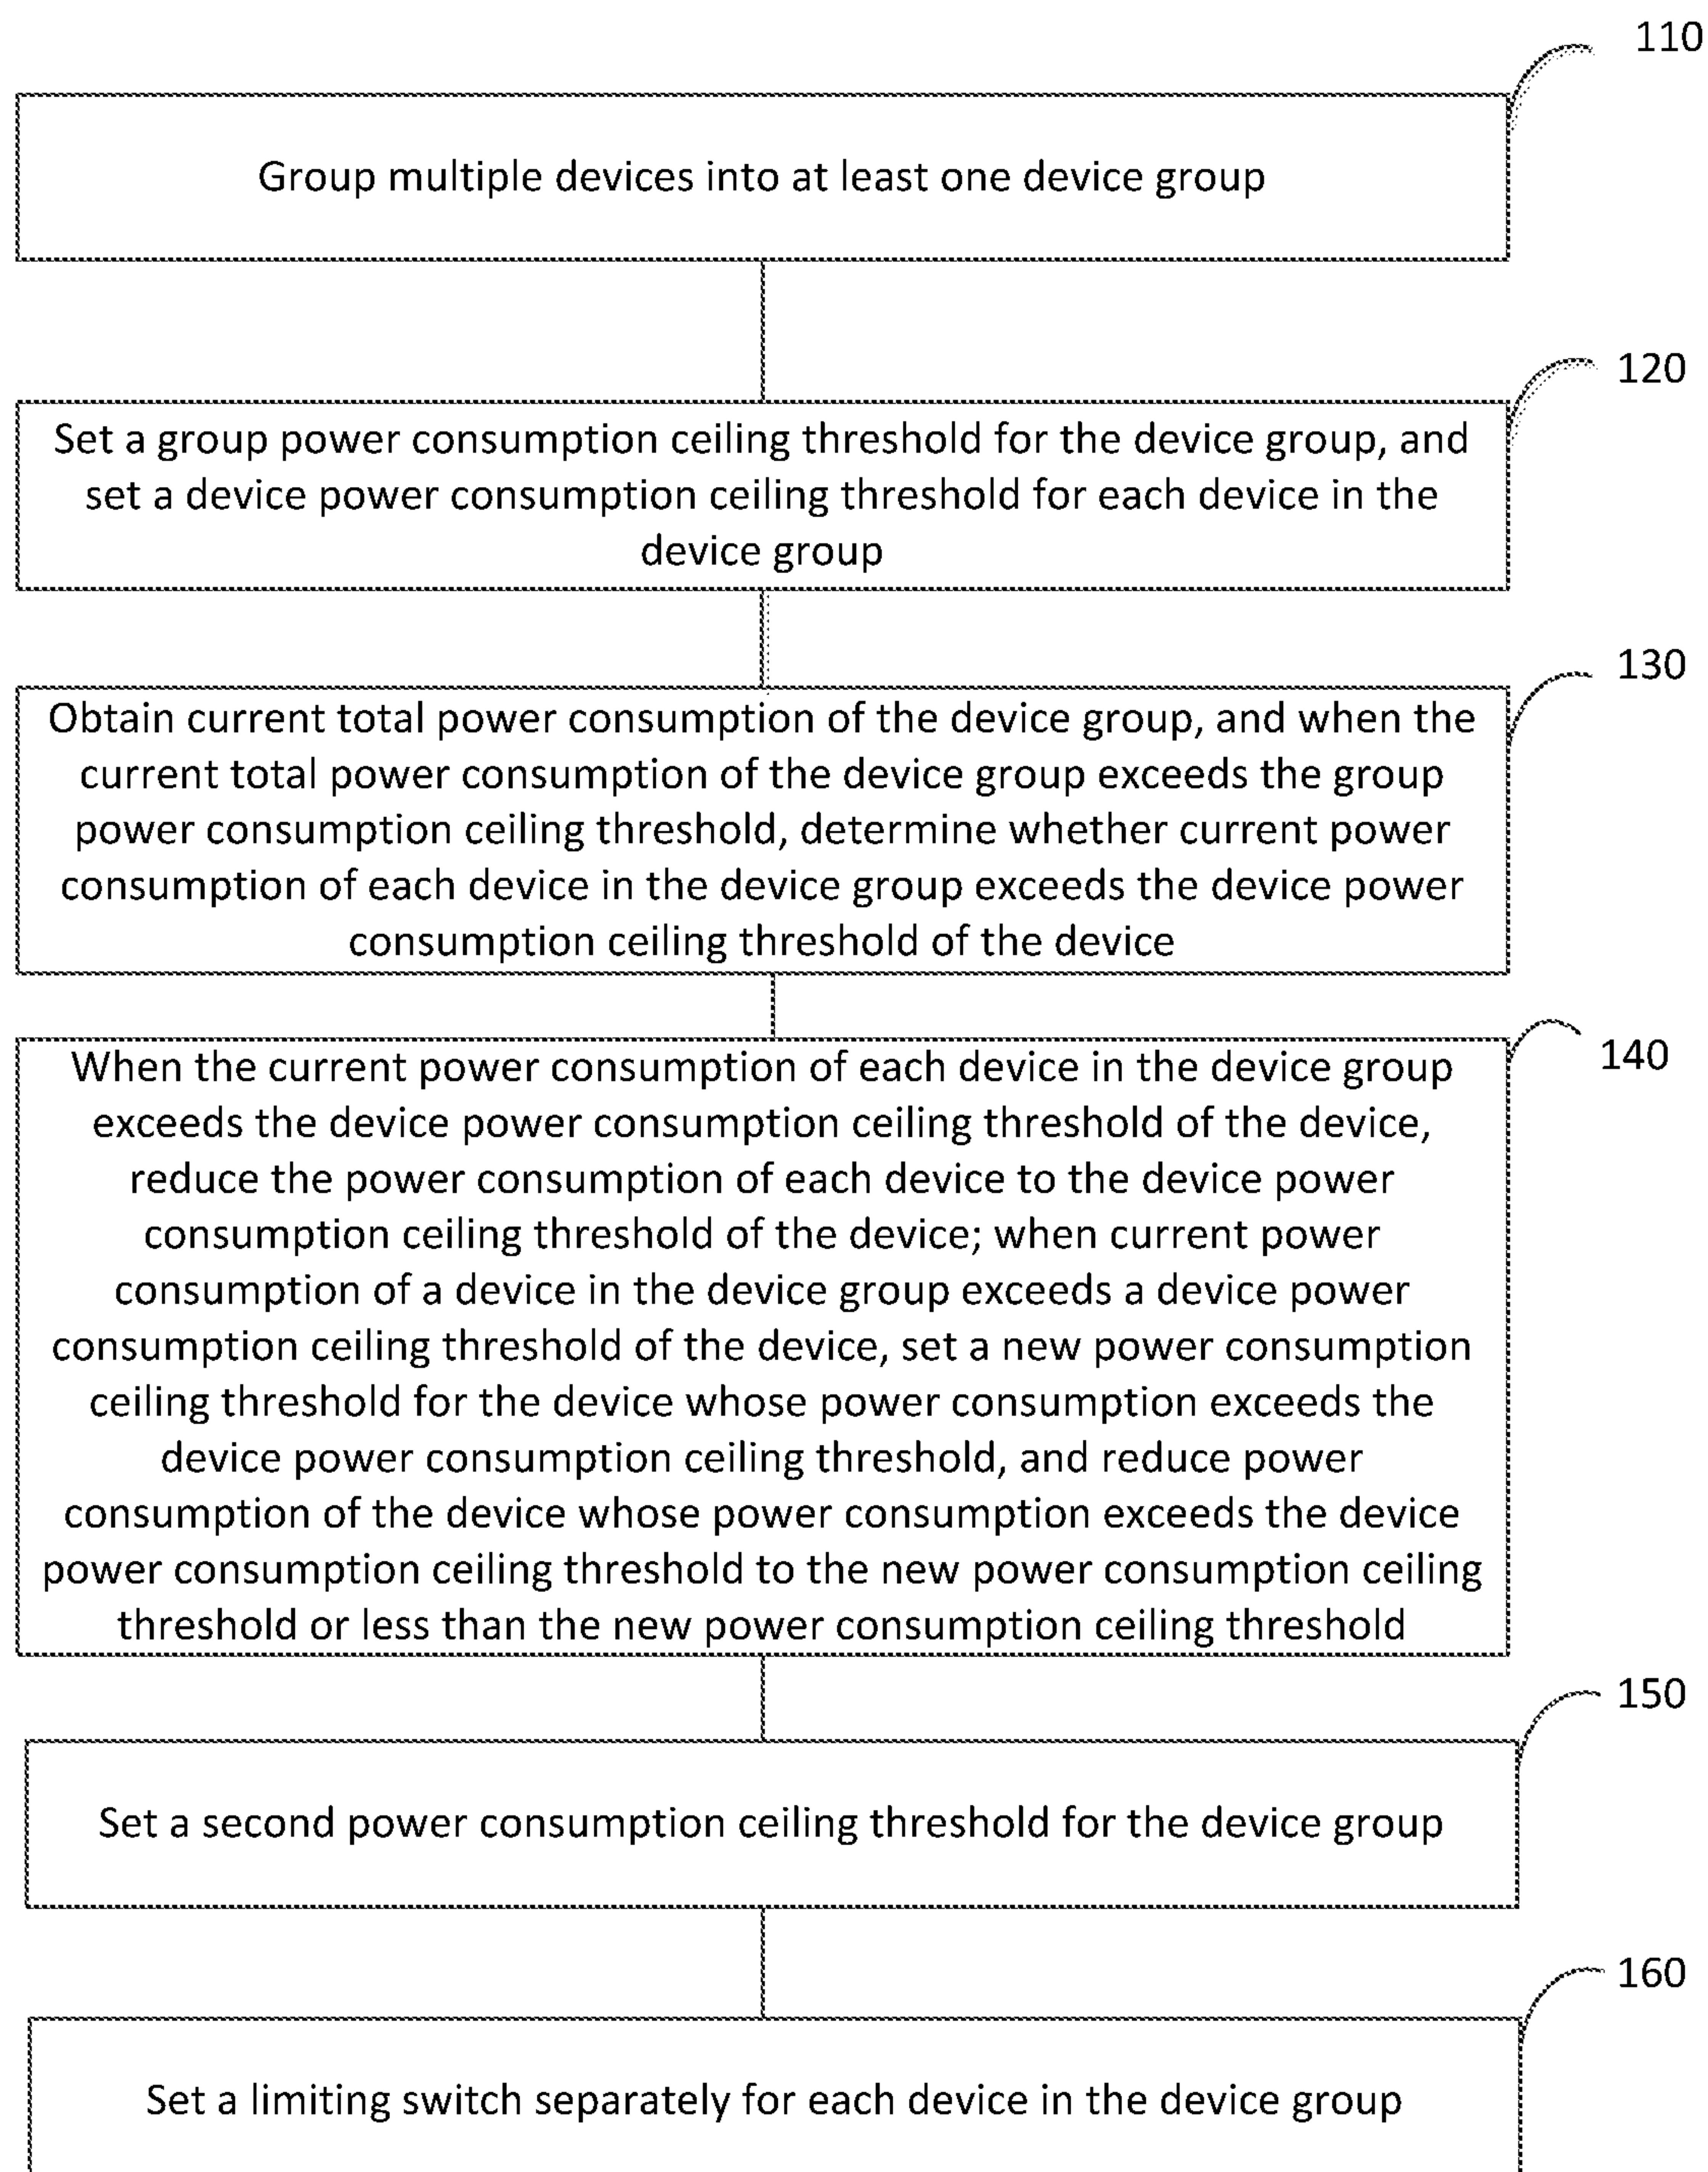 110
Group multiple devices into at least one device group
120
Set a group power consumption ceiling threshold for the device group, and
set a device power consumption ceiling threshold for each device in the
device group
130
Obtain current total power consumption of the device group, and when the
current total power consumption of the device group exceeds the group
power consumption ceiling threshold, determine whether current power
consumption of each device in the device group exceeds the device power
consumption ceiling threshold of the device
140
When the current power consumption of each device in the device group
exceeds the device power consumption ceiling threshold of the device,
reduce the power consumption of each device to the device power
consumption ceiling threshold of the device; when current power
consumption of a device in the device group exceeds a device power
consumption ceiling threshold of the device, set a new power consumption
ceiling threshold for the device whose power consumption exceeds the
device power consumption ceiling threshold, and reduce power
consumption of the device whose power consumption exceeds the device
power consumption ceiling threshold to the new power consumption ceiling
threshold or less than the new power consumption ceiling threshold
150
Set a second power consumption ceiling threshold for the device group
160
Set a limiting switch separately for each device in the device group